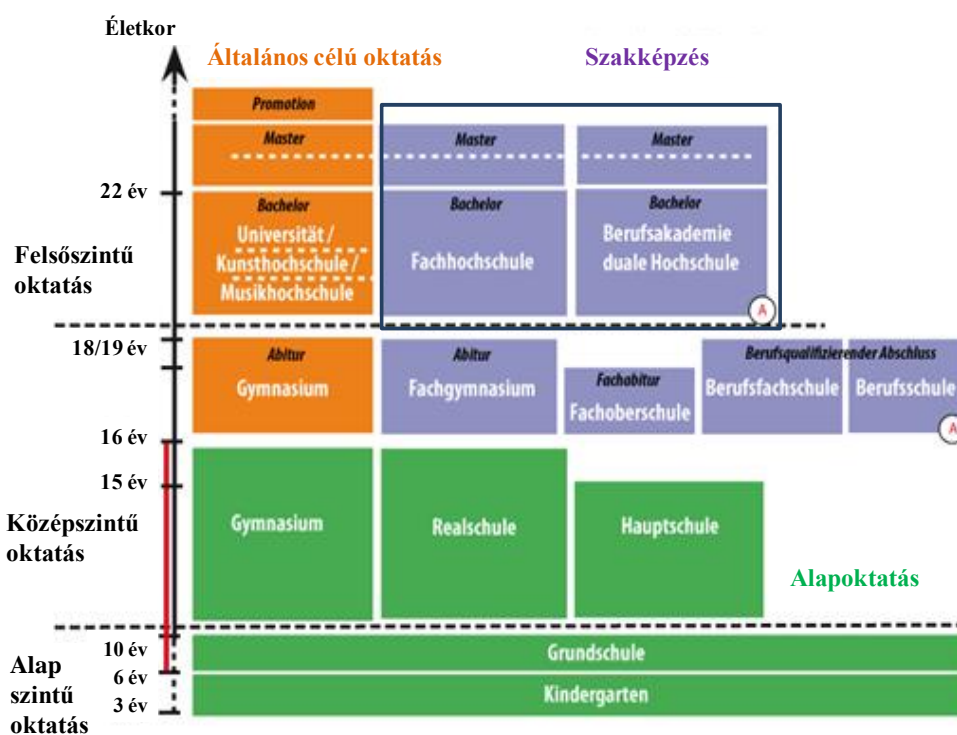 Életkor
Általános célú oktatás
Szakképzés
Promotion
Master
Master
Master
22 év
Bachelor
Bachelor
Bachelor
Universität /
Kunsthochschule /
Musikhochschule
Fachhochschule
Berufsakademie
duale Hochschule
Felsőszintű
oktatás
A
18/19 év
Abitur
Gymnasium
Abitur
Fachgymnasium
Fachabitur
Fachoberschule
Berufsqualifizierender Abschluss
Berufsfachschule
Berufsschule
A
16 év
15 év
Középszintű
oktatás
Gymnasium
Realschule
Hauptschule
Alapoktatás
10 év
Grundschule
Alap
szintű
oktatás
6 év
Kindergarten
3 év